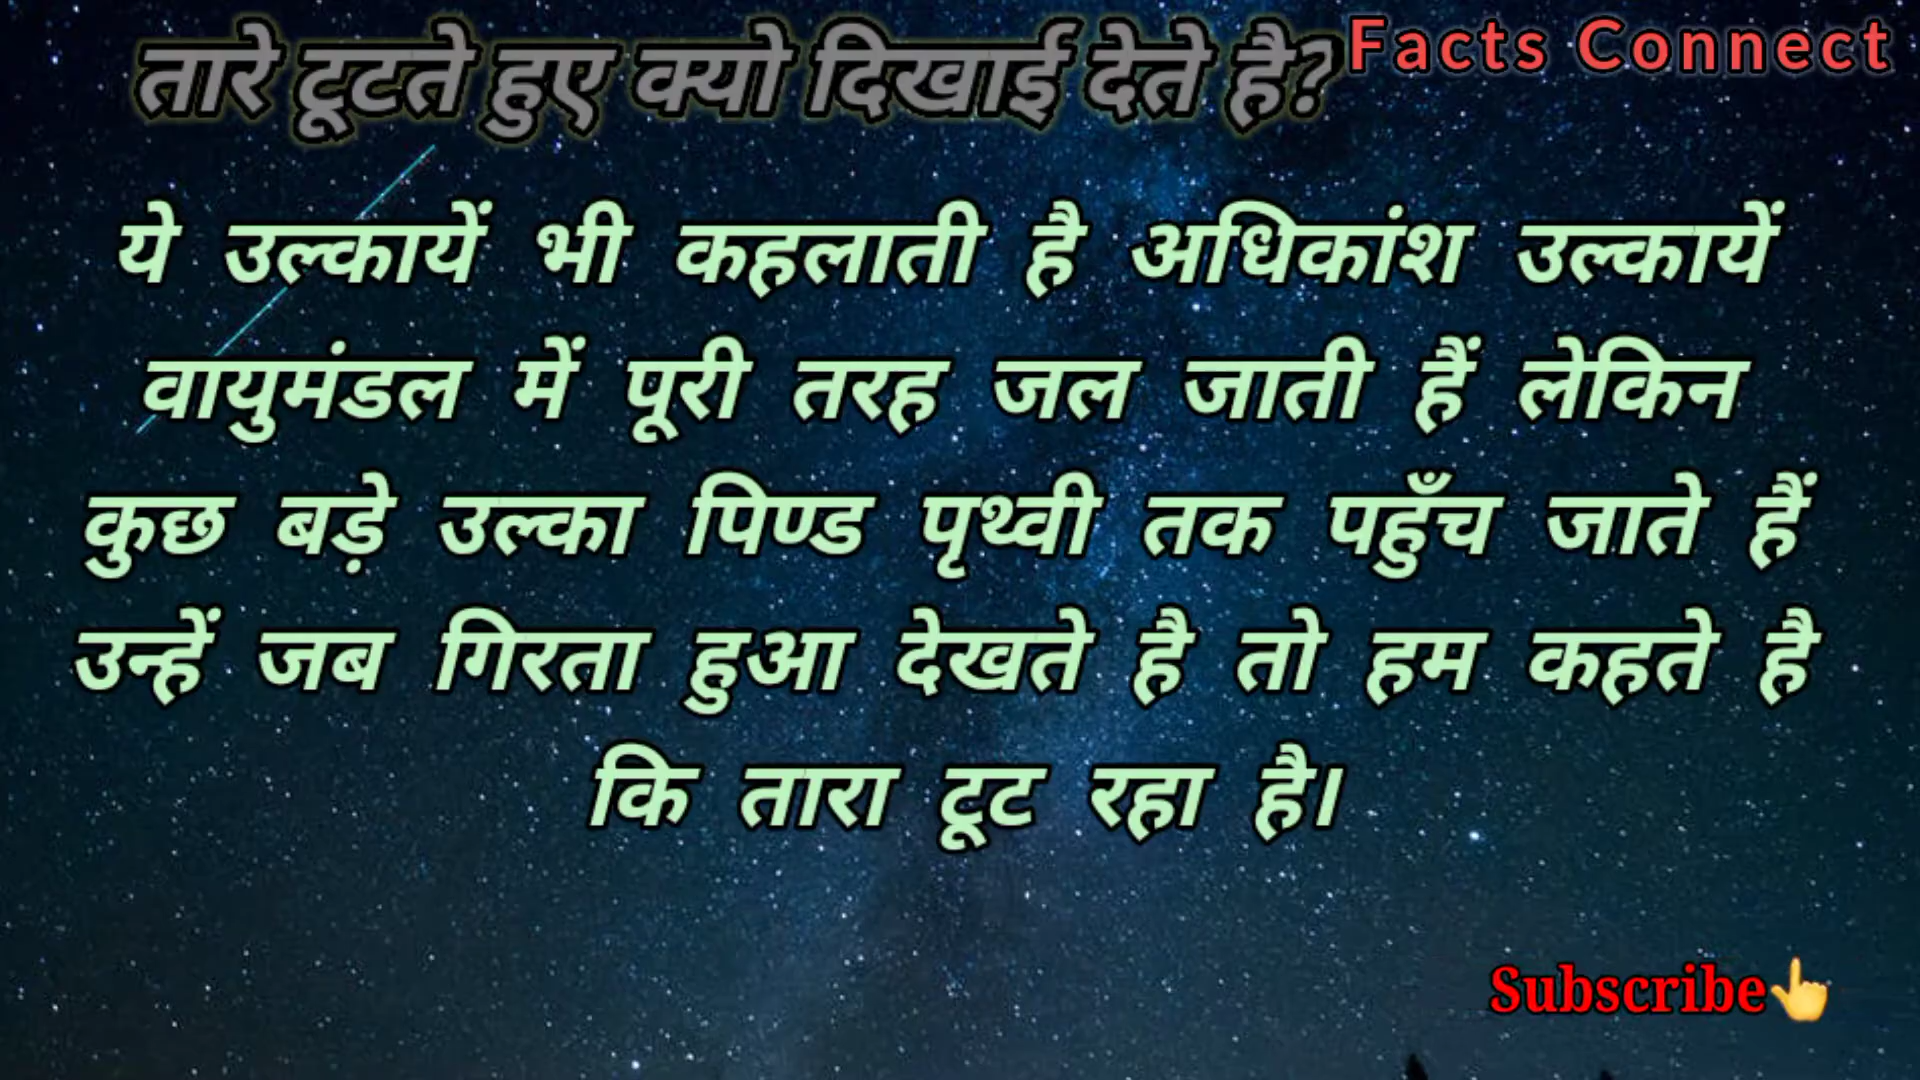 तारे टूटते हुए क्यो दिखाई देते है?
Facts Connect
ये उल्कायें भी कहलाती है अधिकांश उल्कायें
वायुमंडल में पूरी तरह जल जाती हैं लेकिन
कुछ बड़े उल्का पिण्ड पृथ्वी तक पहुँच जाते हैं
उन्हें जब गिरता हुआ देखते है तो हम कहते है
कि तारा टूट रहा है।
Subscribe👆